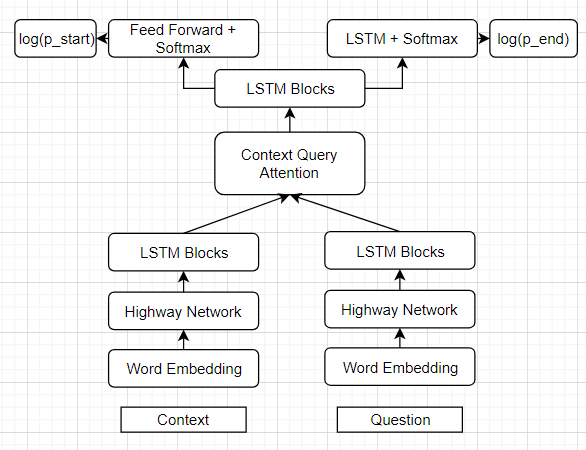 log(p_start)
Feed Forward +
Softmax
LSTM + Softmax
log(p_end)
LSTM Blocks
Context Query
Attention
LSTM Blocks
LSTM Blocks
Highway Network
Highway Network
Word Embedding
Word Embedding
Context
Question